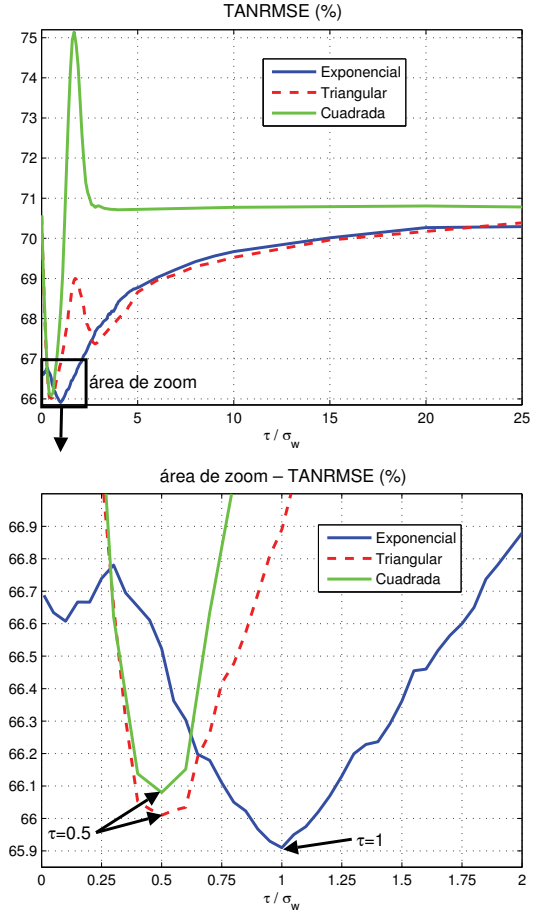 TANRMSE (%)
75
74
73
72
71
70
69
68
67
66
Exponencial
Triangular
Cuadrada
área de zoom
0
5
10
15
20
25
τ / σw
área de zoom – TANRMSE (%)
66.9
66.8
66.7
66.6
66.5
66.4
66.3
66.2
66.1
66
65.9
Exponencial
Triangular
Cuadrada
τ=0.5
τ=1
0
0.25
0.5
0.75
1
1.25
1.5
1.75
2
τ / σw